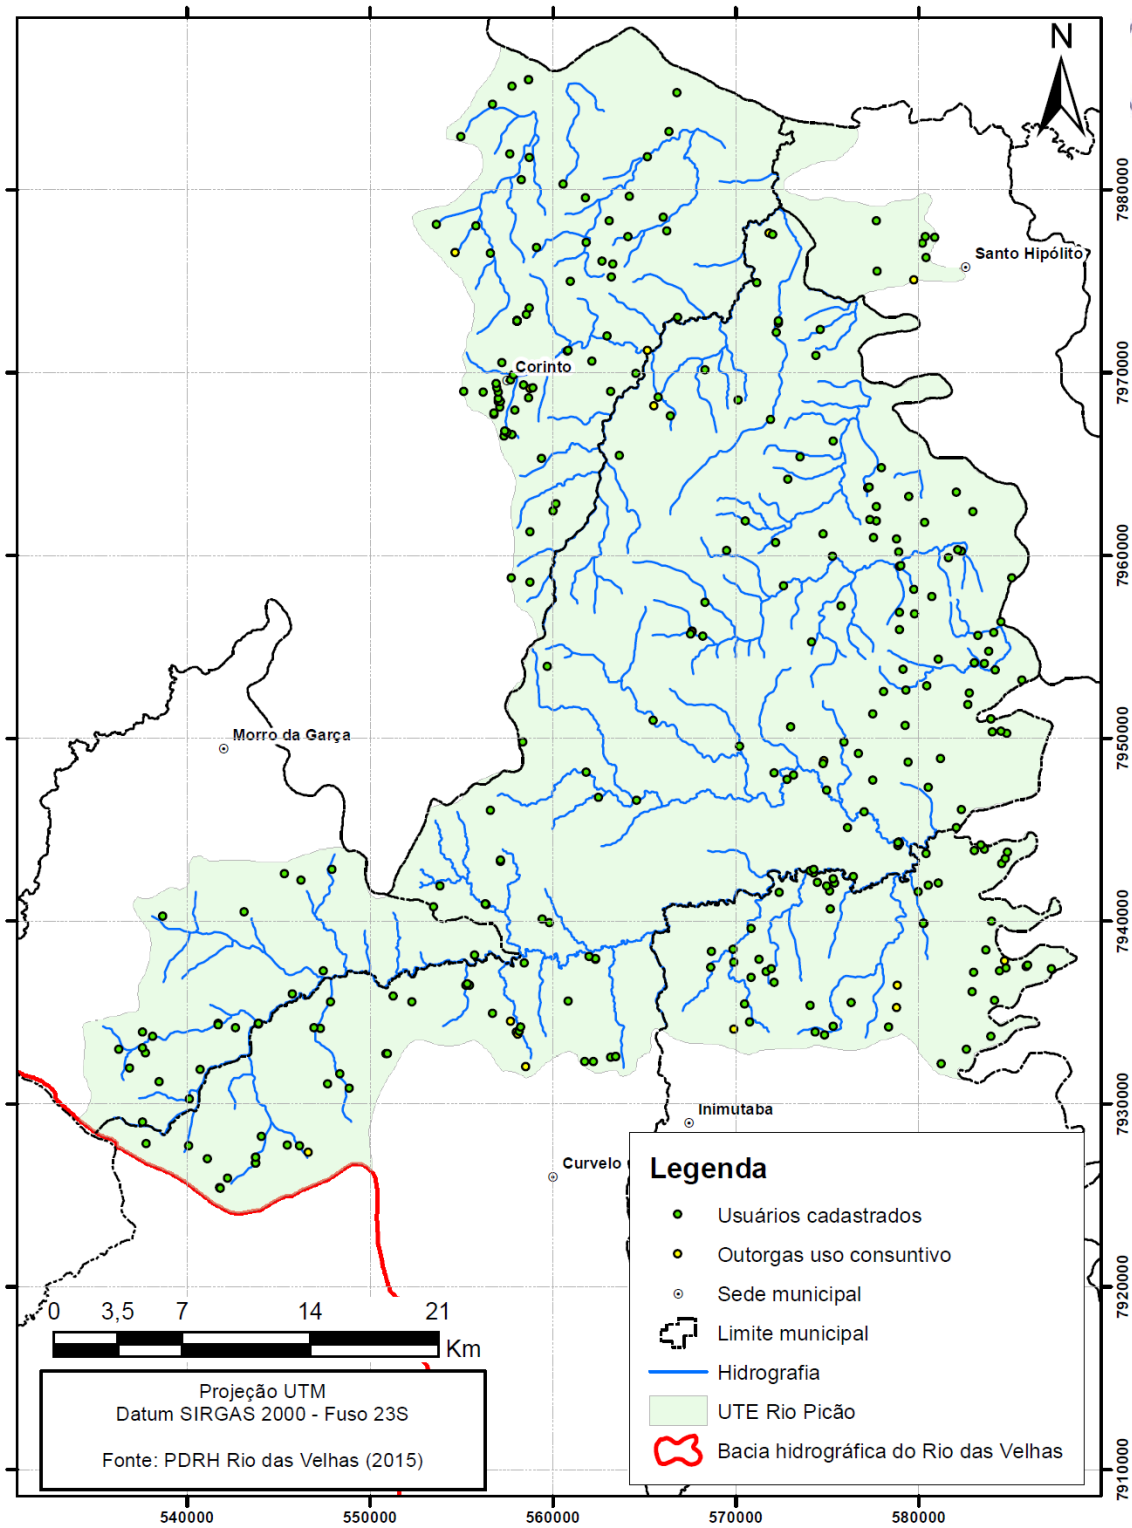 N
7980000
Santo Hipólito
7970000
Corinto
7960000
Morro da Garça
7950000
7940000
7930000
Inimutaba
Curvelo
Legenda
Usuários cadastrados
Outorgas uso consuntivo
Sede municipal
Limite municipal
Hidrografia
UTE Rio Picão
Bacia hidrográfica do Rio das Velhas
7920000
7910000
0 3,5 7 14 21
Km
Projeção UTM
Datum SIRGAS 2000 - Fuso 23S
Fonte: PDRH Rio das Velhas (2015)
540000 550000 560000 570000 580000